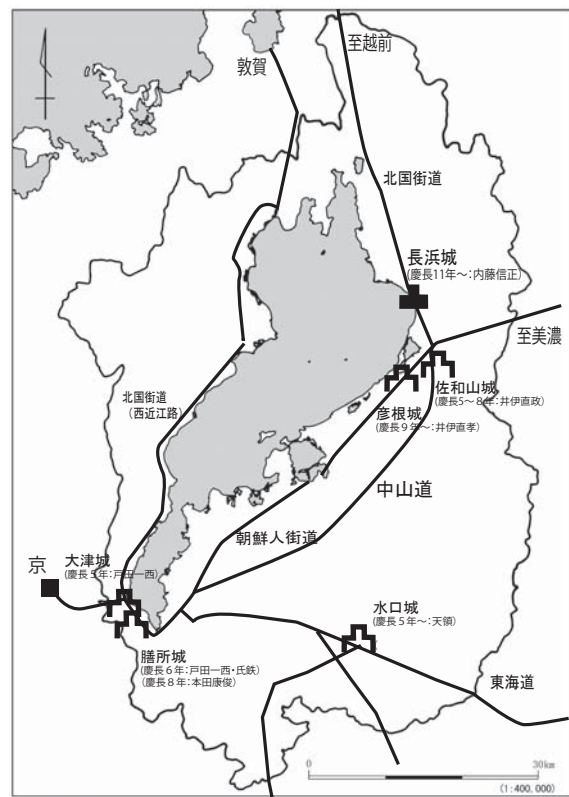 至越前
敦賀
北国街道
長浜城
(慶長11年~:内藤信正)
至美濃
佐和山城
(慶長5~8年:井伊直政)
彦根城
(慶長9年~:井伊直孝)
北国街道
(西近江路)
中山道
朝鮮人街道
京
大津城
(慶長5年:戸田一西)
水口城
(慶長5年~:天領)
膳所城
(慶長6年:戸田一西・氏鉄)
(慶長8年:本田康俊)
東海道
0
30km
(1:400,000)